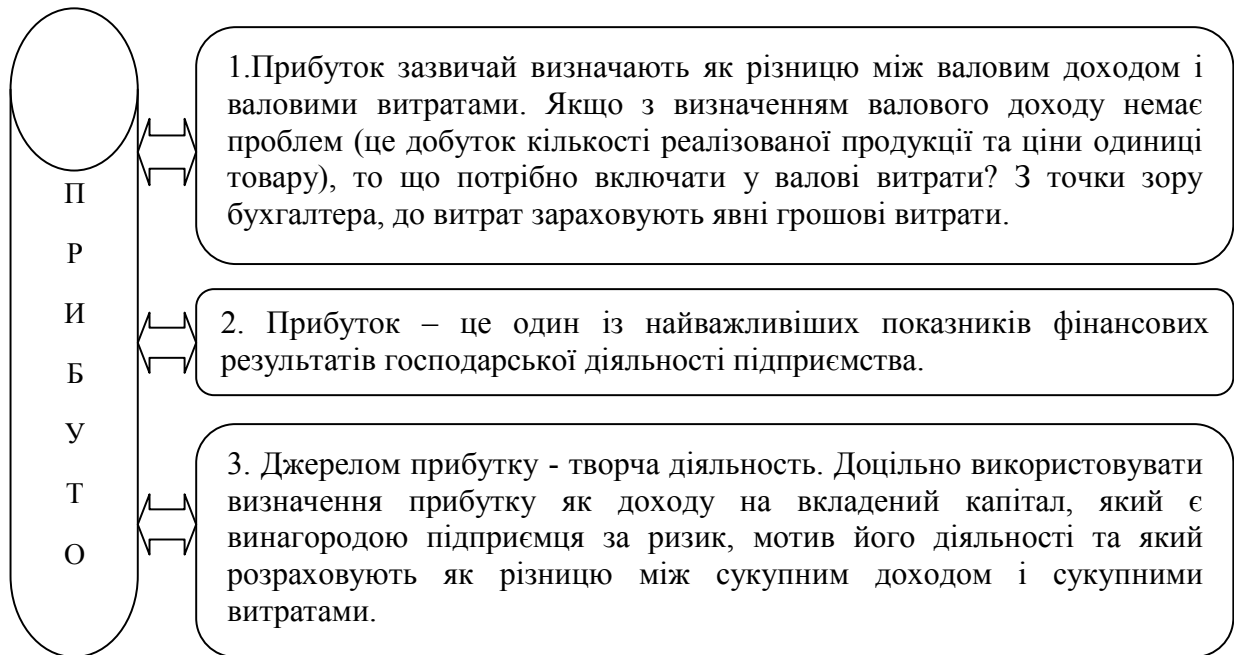 П
Р
И
Б
У
Т
О
1.Прибуток зазвичай визначають як різницю між валовим доходом і
валовими витратами. Якщо з визначенням валового доходу немає
проблем (це добуток кількості реалізованої продукції та ціни одиниці
товару), то що потрібно включати у валові витрати? З точки зору
бухгалтера, до витрат зараховують явні грошові витрати.
2. Прибуток – це один із найважливіших показників фінансових
результатів господарської діяльності підприємства.
3. Джерелом прибутку - творча діяльность. Доцільно використовувати
визначення прибутку як доходу на вкладений капітал, який є
винагородою підприємця за ризик, мотив його діяльності та який
розраховують як різницю між сукупним доходом і сукупними
витратами.